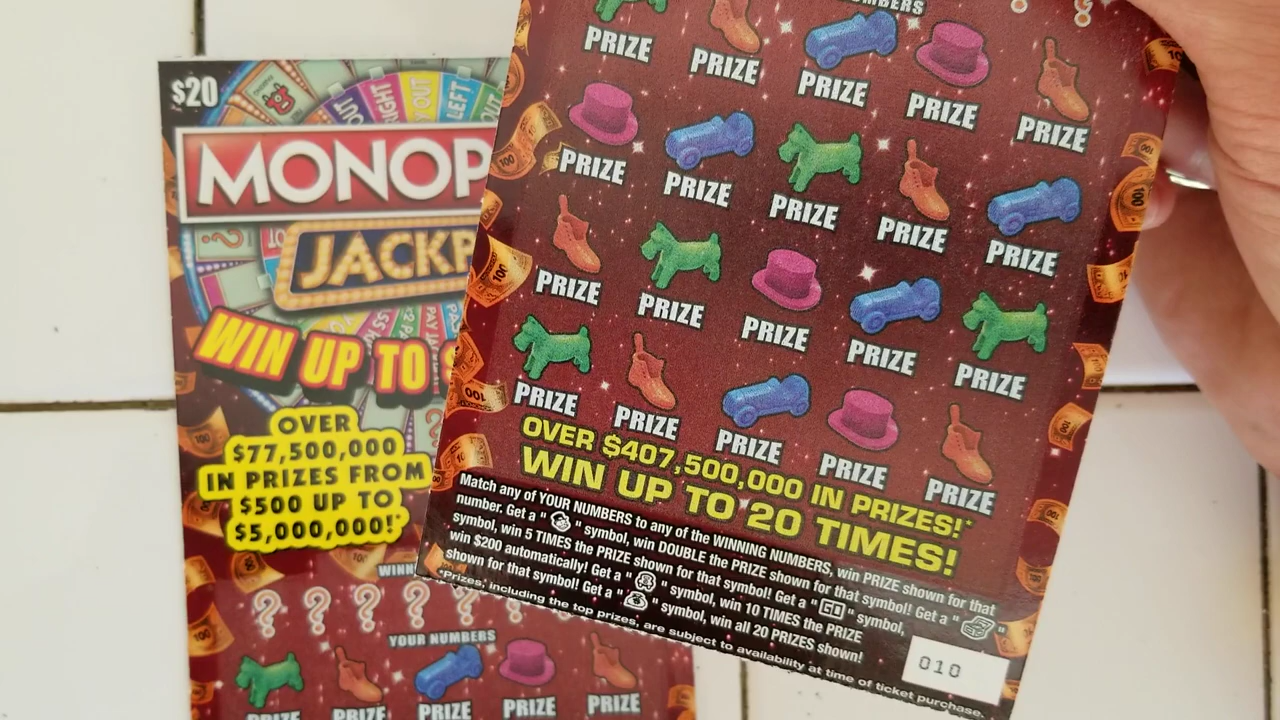 $20
OUT
RIGHT
OUT
LEFT
OUT
MONOP
JACKP
WIN UP TO
OVER
$77,500,000
IN PRIZES FROM
$500 UP TO
$5,000,000!*
WINN
? ? ? ? ? ?
YOUR NUMBERS
PRIZE PRIZE PRIZE PRIZE PRIZE
PRIZE PRIZE PRIZE PRIZE PRIZE
PRIZE PRIZE PRIZE PRIZE PRIZE
PRIZE PRIZE PRIZE PRIZE PRIZE
PRIZE PRIZE PRIZE PRIZE PRIZE
OVER $407,500,000 IN PRIZES!*
WIN UP TO 20 TIMES!
Match any of YOUR NUMBERS to any of the WINNING NUMBERS, win PRIZE shown for that
number. Get a " " symbol, win DOUBLE the PRIZE shown for that symbol! Get a " "
symbol, win 5 TIMES the PRIZE shown for that symbol! Get a "GO" symbol,
win $200 automatically! Get a " " symbol, win 10 TIMES the PRIZE
shown for that symbol! Get a " " symbol, win all 20 PRIZES shown!
*Prizes, including the top prizes, are subject to availability at time of ticket purchase.
010